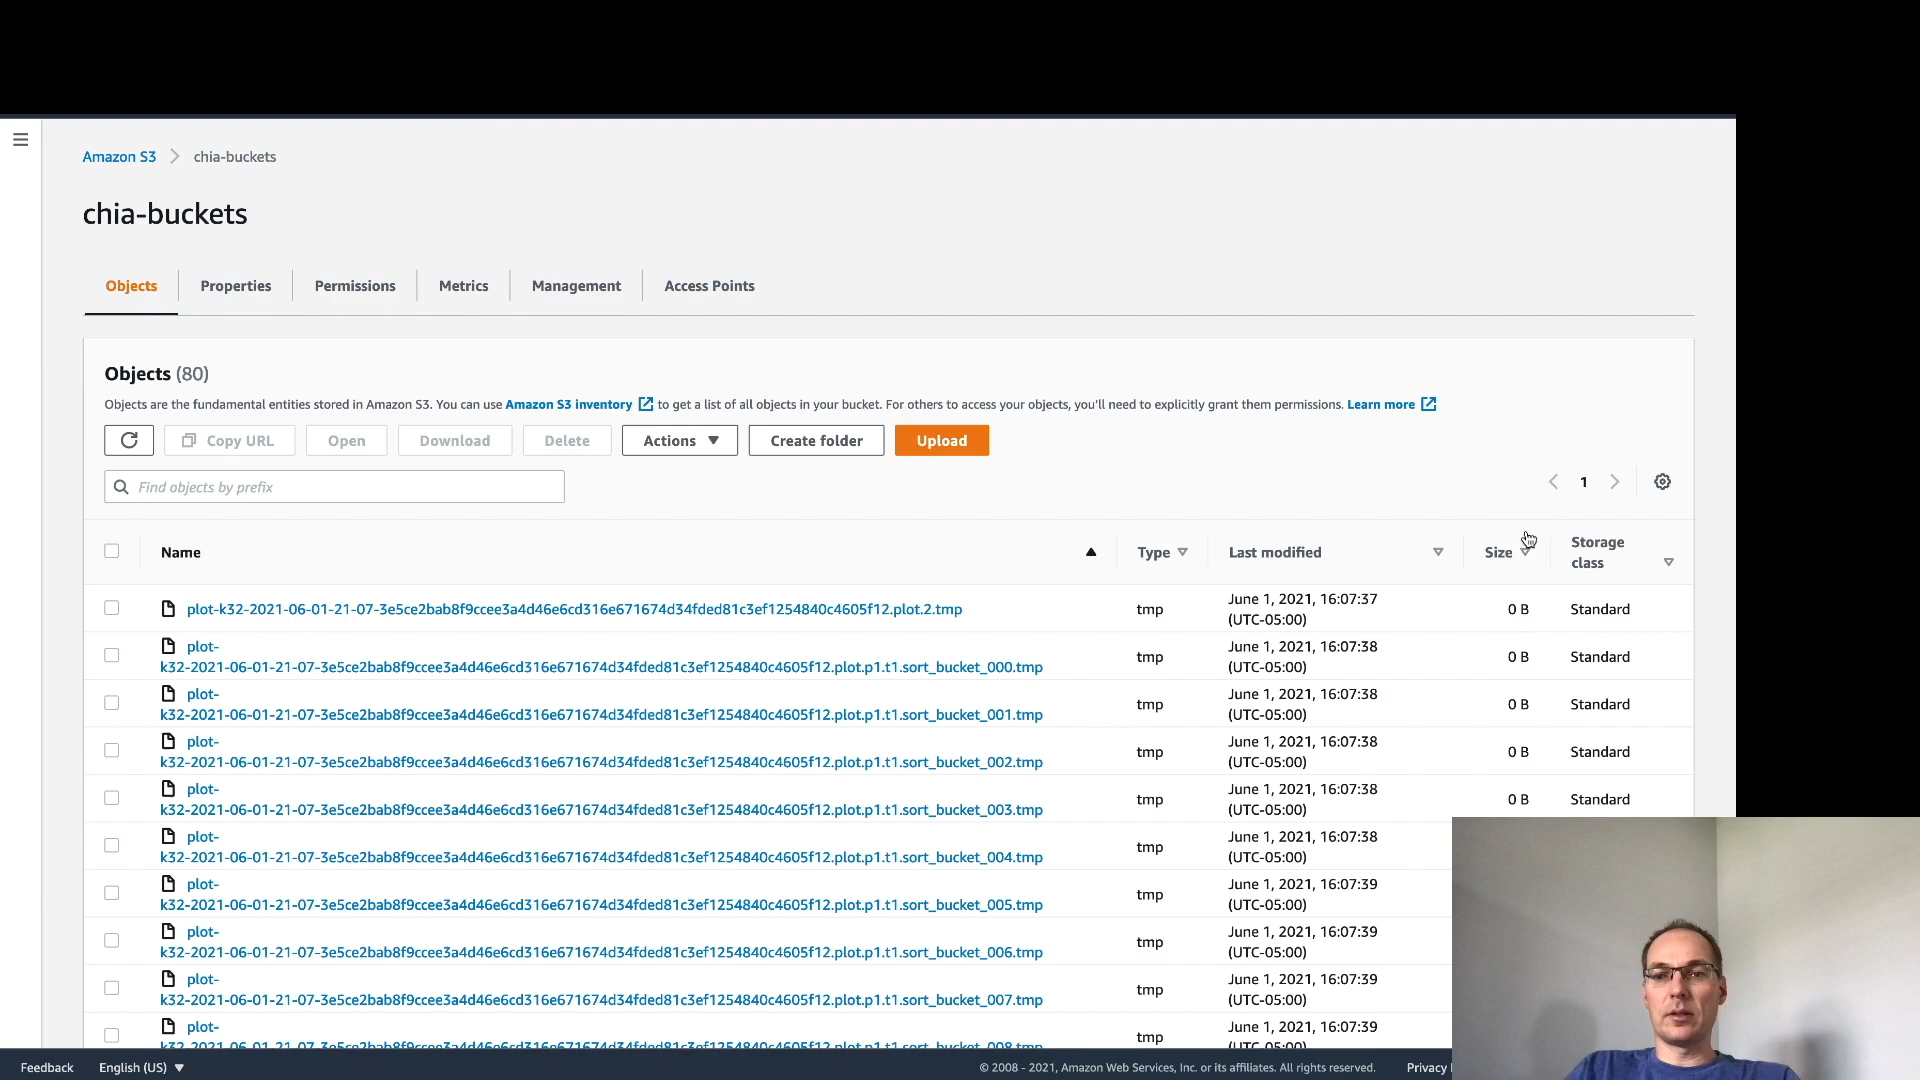 Amazon S3 > chia-buckets
chia-buckets
Objects Properties Permissions Metrics Management Access Points
Objects (80)
Objects are the fundamental entities stored in Amazon S3. You can use Amazon S3 inventory to get a list of all objects in your bucket. For others to access your objects, you'll need to explicitly grant them permissions. Learn more
Copy URL Open Download Delete Actions Create folder Upload
Find objects by prefix
1
Name Type Last modified Size Storage
class
plot-k32-2021-06-01-21-07-3e5ce2bab8f9ccee3a4d46e6cd316e671674d34fded81c3ef1254840c4605f12.plot.2.tmp tmp June 1, 2021, 16:07:37 0 B Standard
(UTC-05:00)
plot- tmp June 1, 2021, 16:07:38 0 B Standard
k32-2021-06-01-21-07-3e5ce2bab8f9ccee3a4d46e6cd316e671674d34fded81c3ef1254840c4605f12.plot.p1.t1.sort_bucket_000.tmp (UTC-05:00)
plot- tmp June 1, 2021, 16:07:38 0 B Standard
k32-2021-06-01-21-07-3e5ce2bab8f9ccee3a4d46e6cd316e671674d34fded81c3ef1254840c4605f12.plot.p1.t1.sort_bucket_001.tmp (UTC-05:00)
plot- tmp June 1, 2021, 16:07:38 0 B Standard
k32-2021-06-01-21-07-3e5ce2bab8f9ccee3a4d46e6cd316e671674d34fded81c3ef1254840c4605f12.plot.p1.t1.sort_bucket_002.tmp (UTC-05:00)
plot- tmp June 1, 2021, 16:07:38 0 B Standard
k32-2021-06-01-21-07-3e5ce2bab8f9ccee3a4d46e6cd316e671674d34fded81c3ef1254840c4605f12.plot.p1.t1.sort_bucket_003.tmp (UTC-05:00)
plot- tmp June 1, 2021, 16:07:38
k32-2021-06-01-21-07-3e5ce2bab8f9ccee3a4d46e6cd316e671674d34fded81c3ef1254840c4605f12.plot.p1.t1.sort_bucket_004.tmp (UTC-05:00)
plot- tmp June 1, 2021, 16:07:39
k32-2021-06-01-21-07-3e5ce2bab8f9ccee3a4d46e6cd316e671674d34fded81c3ef1254840c4605f12.plot.p1.t1.sort_bucket_005.tmp (UTC-05:00)
plot- tmp June 1, 2021, 16:07:39
k32-2021-06-01-21-07-3e5ce2bab8f9ccee3a4d46e6cd316e671674d34fded81c3ef1254840c4605f12.plot.p1.t1.sort_bucket_006.tmp (UTC-05:00)
plot- tmp June 1, 2021, 16:07:39
k32-2021-06-01-21-07-3e5ce2bab8f9ccee3a4d46e6cd316e671674d34fded81c3ef1254840c4605f12.plot.p1.t1.sort_bucket_007.tmp (UTC-05:00)
plot- tmp June 1, 2021, 16:07:39
k32-2021-06-01-21-07-3e5ce2bab8f9ccee3a4d46e6cd316e671674d34fded81c3ef1254840c4605f12.plot.p1.t1.sort_bucket_008.tmp (UTC-05:00)
Feedback English (US) © 2008 - 2021, Amazon Web Services, Inc. or its affiliates. All rights reserved. Privacy